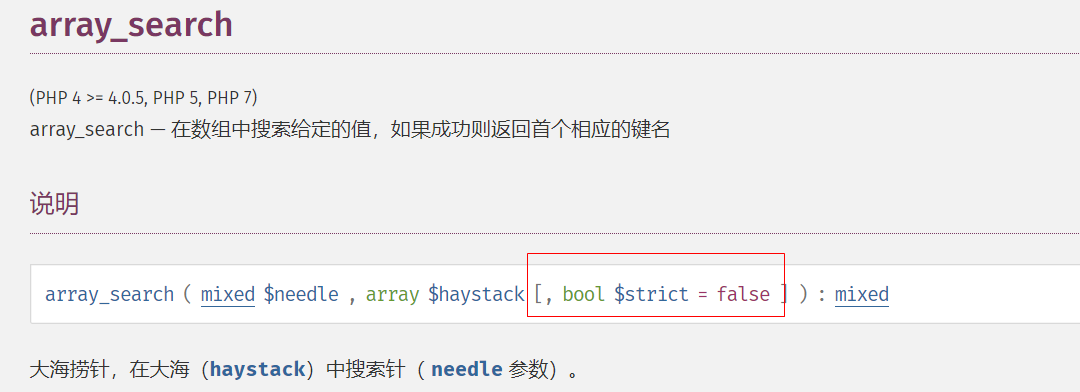 array_search
(PHP 4 >= 4.0.5, PHP 5, PHP 7)
array_search — 在数组中搜索给定的值，如果成功则返回首个相应的键名
说明
array_search ( mixed $needle , array $haystack [, bool $strict = false ] ) : mixed
大海捞针，在大海（haystack）中搜索针（ needle 参数）。